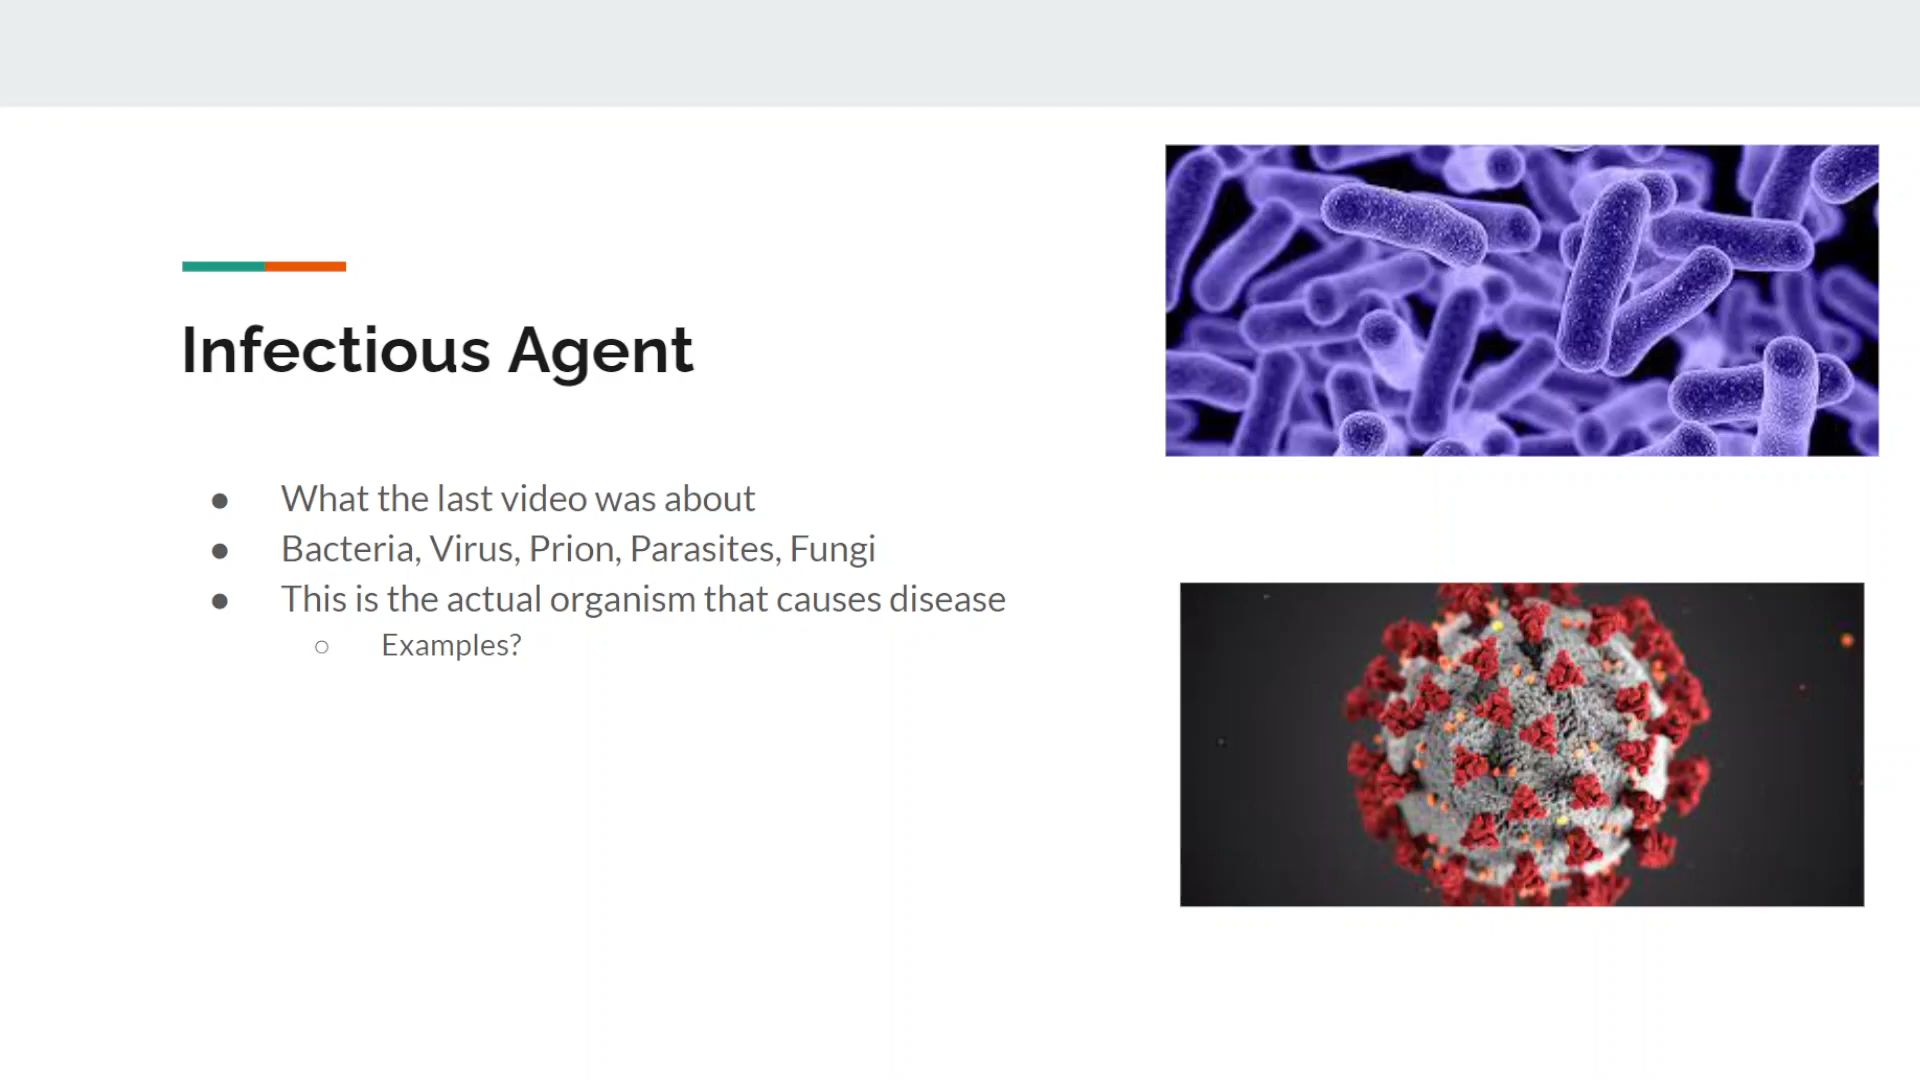 Infectious Agent
● What the last video was about
● Bacteria, Virus, Prion, Parasites, Fungi
● This is the actual organism that causes disease
○ Examples?